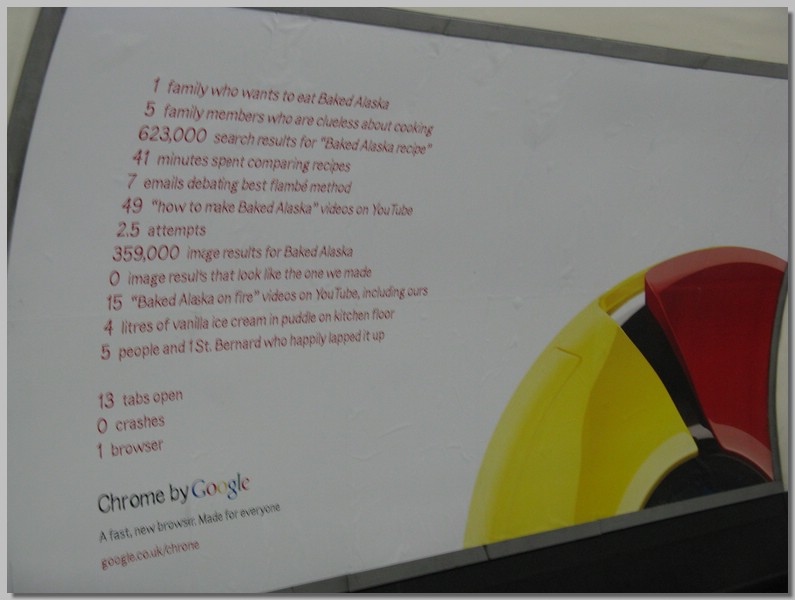 1 family who wants to eat Baked Alaska
5 family members who are clueless about cooking
623,000 search results for "Baked Alaska recipe"
41 minutes spent comparing recipes
7 emails debating best flambé method
49 "how to make Baked Alaska" videos on YouTube
2.5 attempts
359,000 image results for Baked Alaska
0 image results that look like the one we made
15 "Baked Alaska on fire" videos on YouTube, including ours
4 litres of vanilla ice cream in puddle on kitchen floor
5 people and 1 St. Bernard who happily lapped it up
13 tabs open
0 crashes
1 browser
Chrome by Google
A fast, new browser. Made for everyone
google.co.uk/chrome